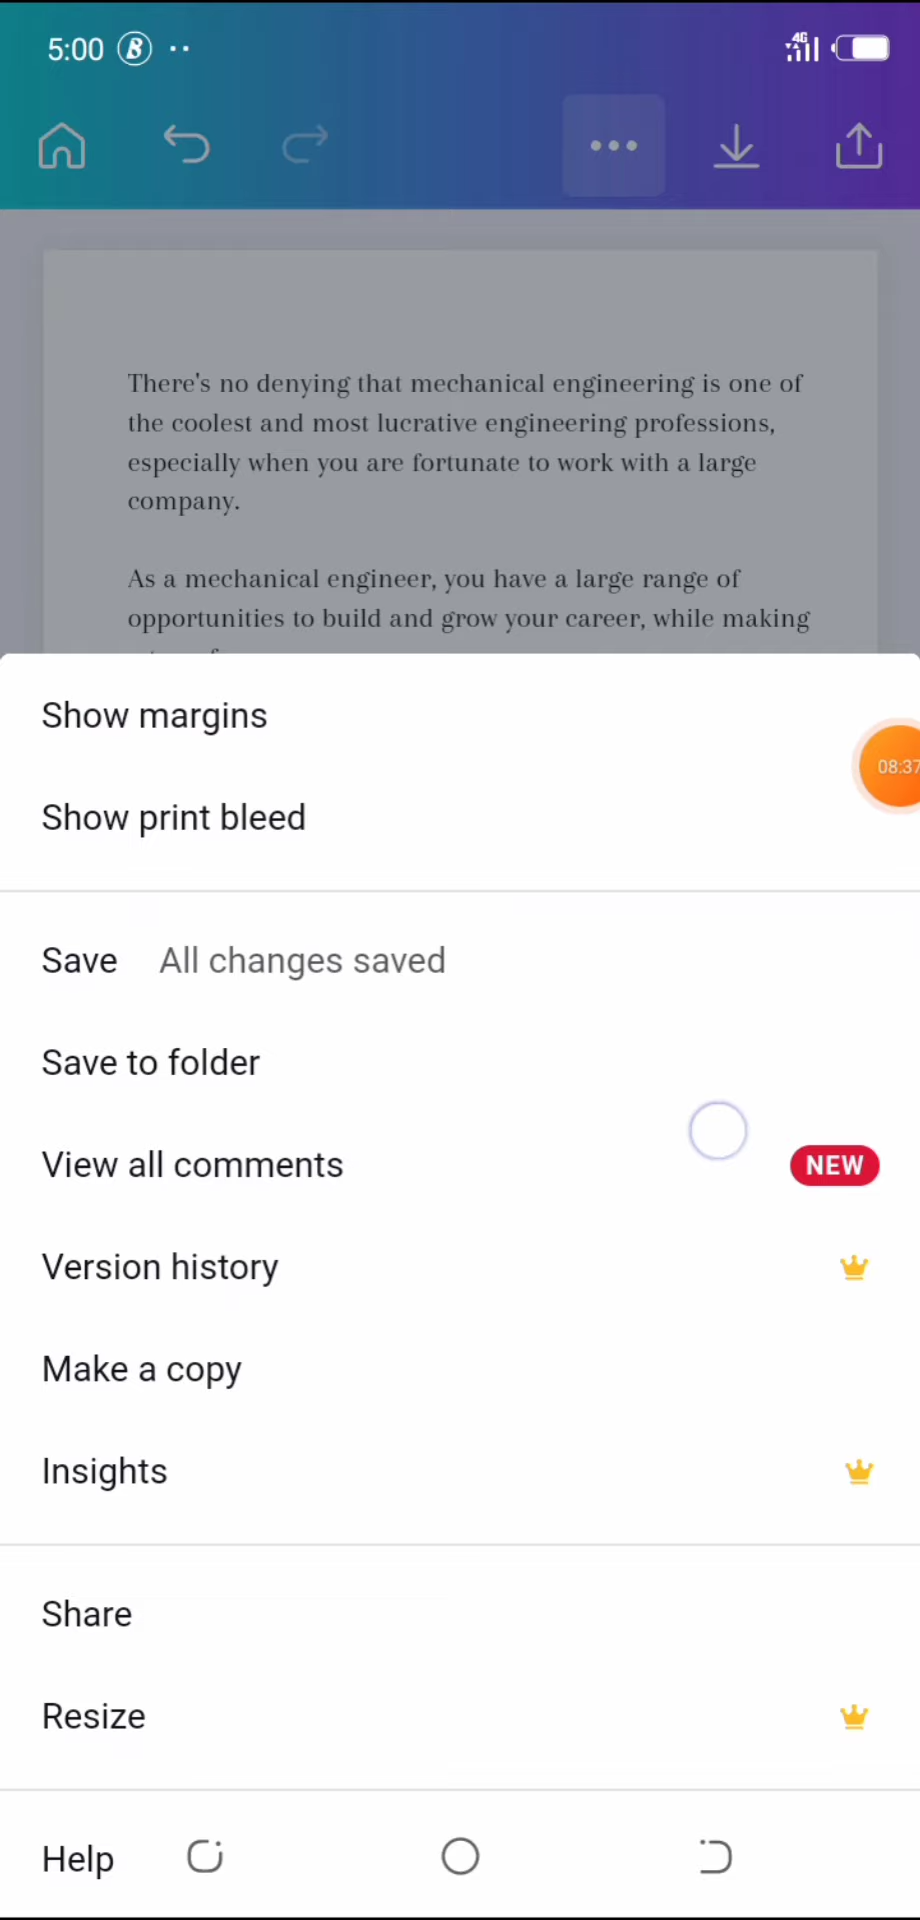 5:00
4G
There's no denying that mechanical engineering is one of
the coolest and most lucrative engineering professions,
especially when you are fortunate to work with a large
company.
As a mechanical engineer, you have a large range of
opportunities to build and grow your career, while making
Show margins
08:37
Show print bleed
Save All changes saved
Save to folder
View all comments NEW
Version history
Make a copy
Insights
Share
Resize
Help